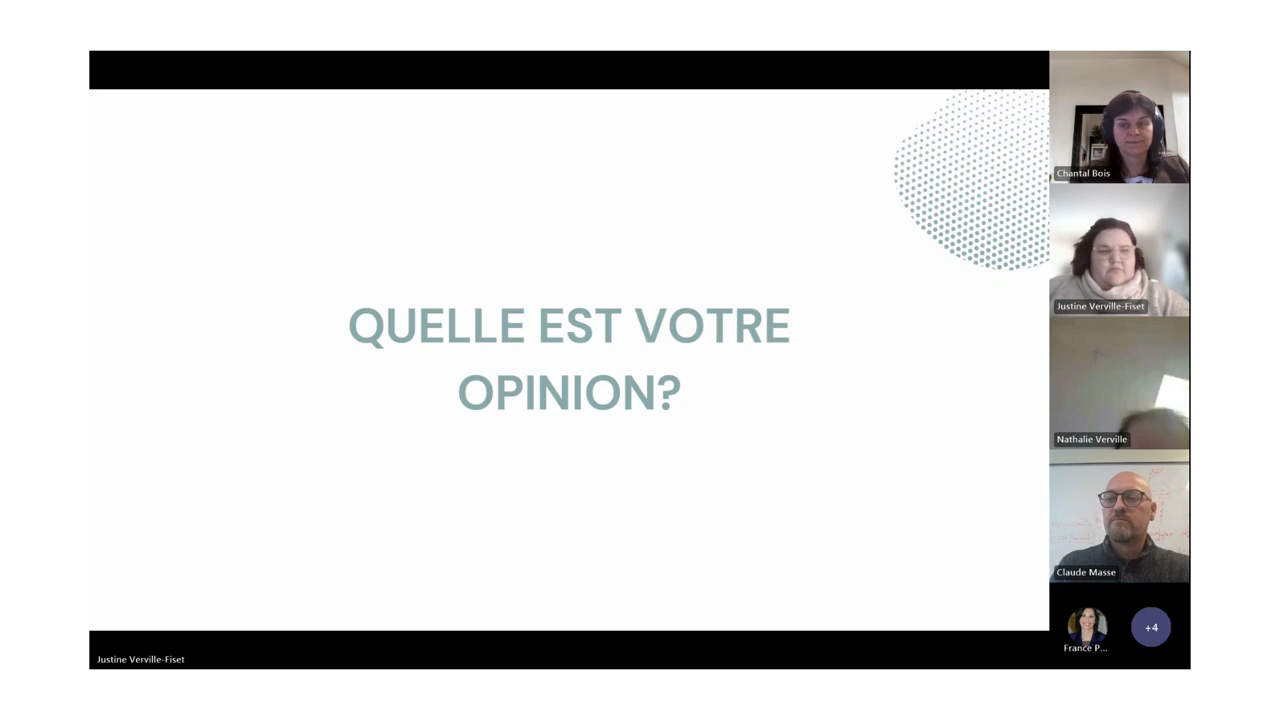 QUELLE EST VOTRE
OPINION?
Chantal Bois
Justine Verville-Fiset
Nathalie Verville
Claude Masse
France P...
+4
Justine Verville-Fiset